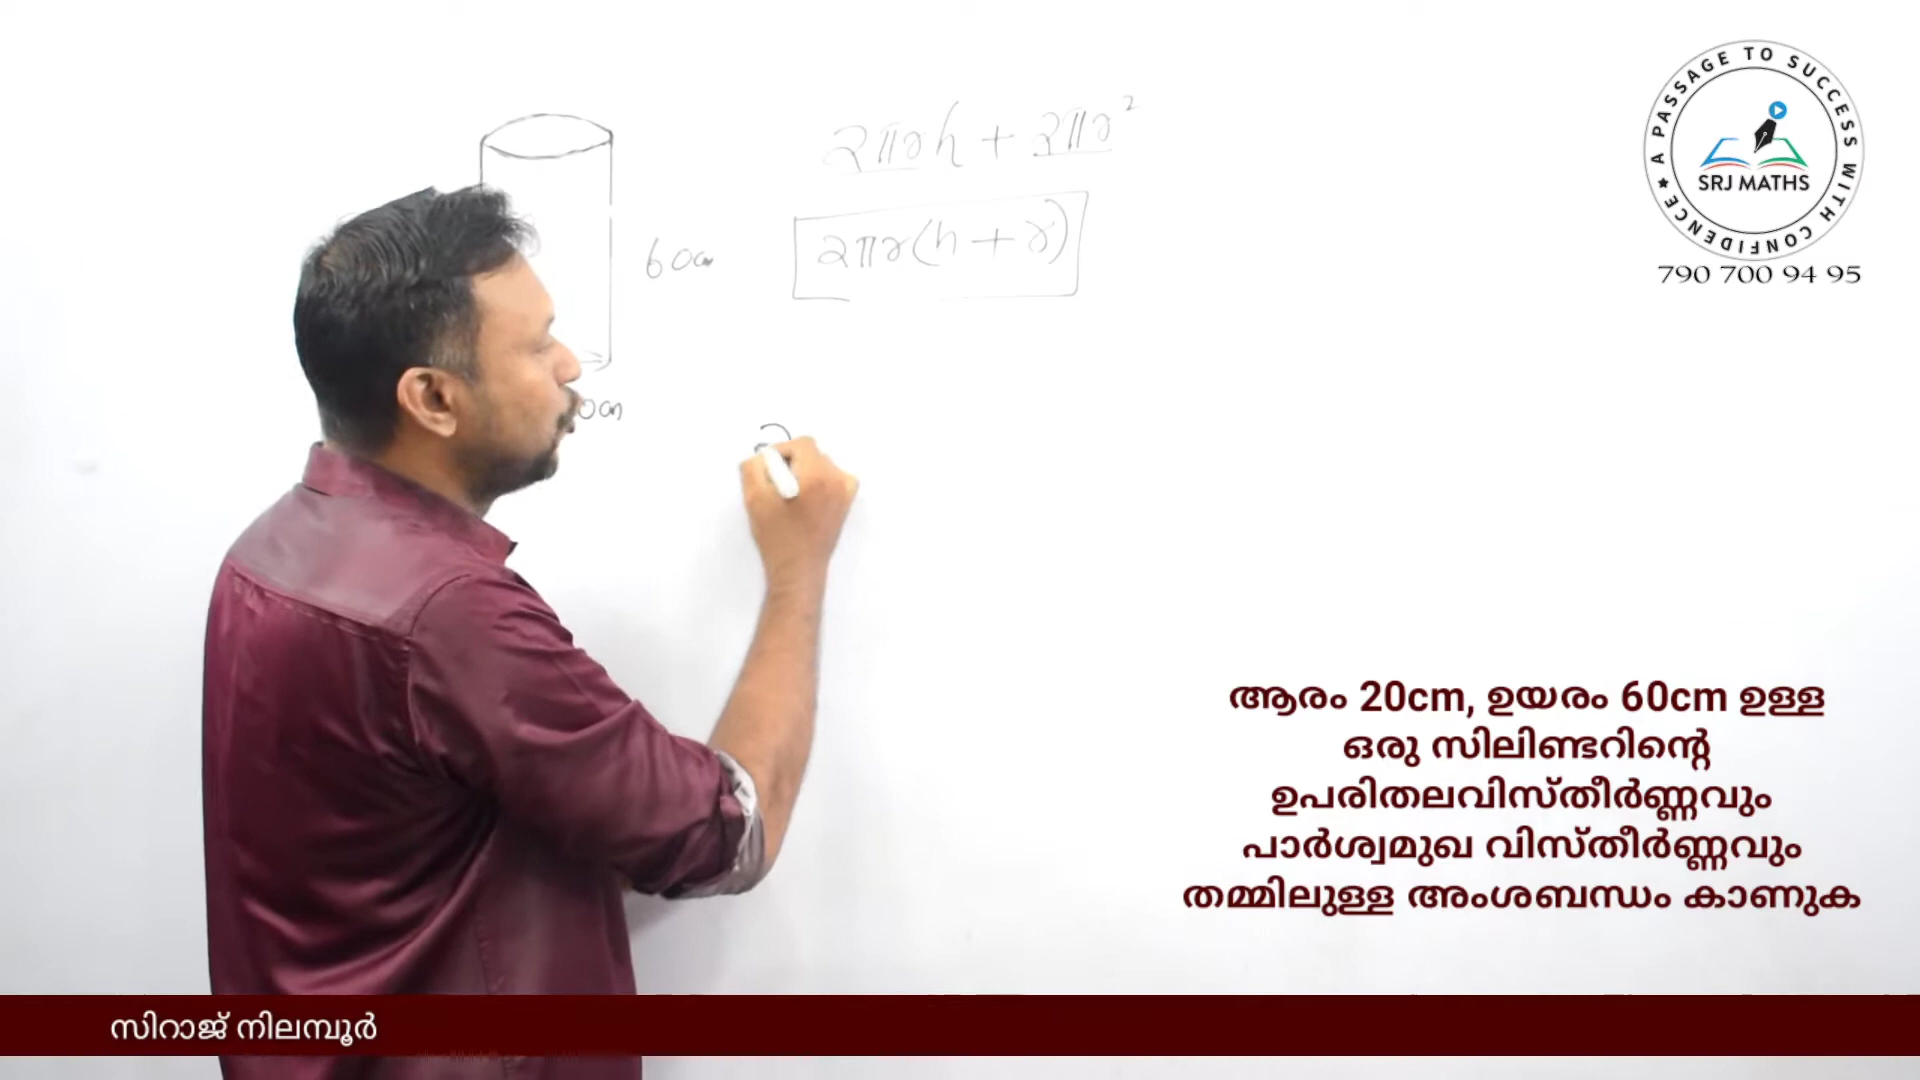 2πrh + 2πr²
2πr(h + r)
60cm
0cm
A PASSAGE TO SUCCESS WITH CONFIDENCE
SRJ MATHS
790 700 94 95
ആരം 20cm, ഉയരം 60cm ഉള്ള
ഒരു സിലിണ്ടറിന്റെ
ഉപരിതലവിസ്തീർണ്ണവും
പാർശ്വമുഖ വിസ്തീർണ്ണവും
തമ്മിലുള്ള അംശബന്ധം കാണുക
സിറാജ് നിലമ്പൂർ